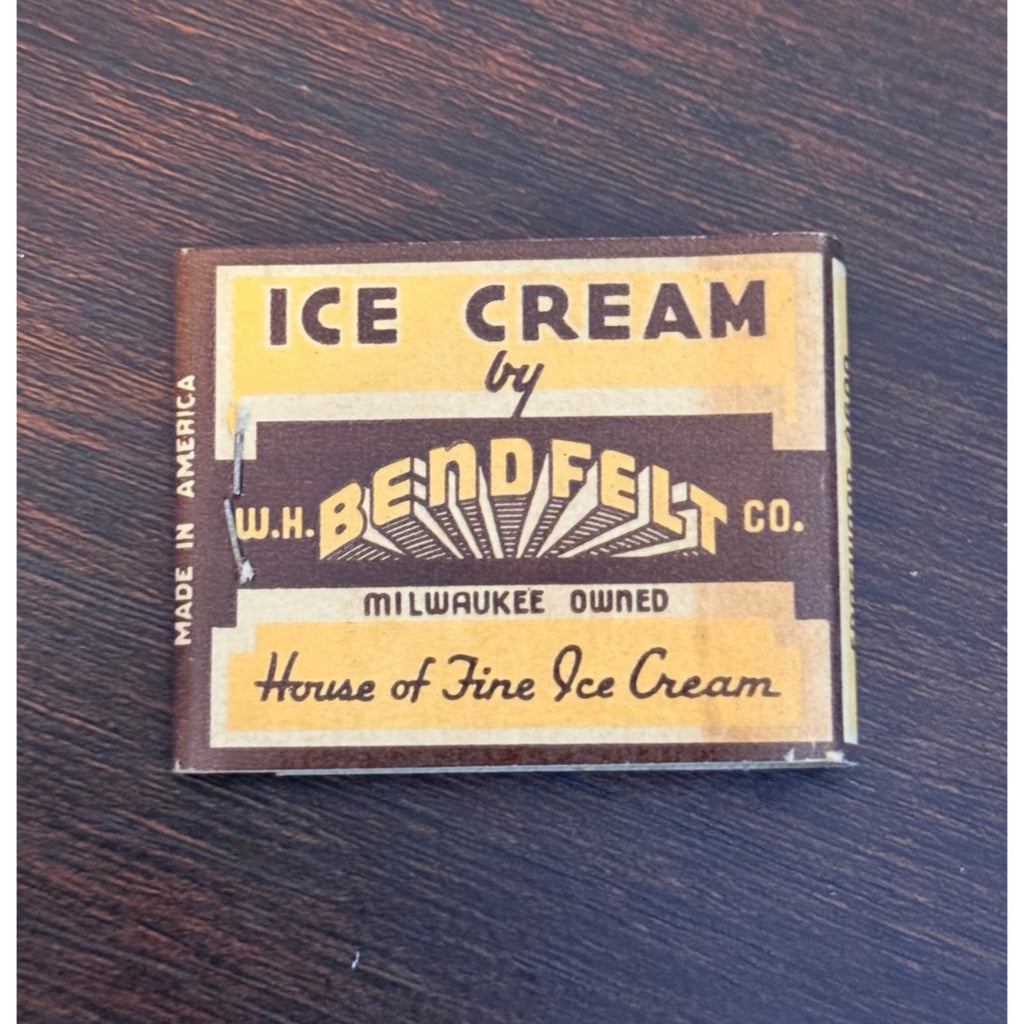 ICE CREAM
by
W.H. BENDFELT CO.
MILWAUKEE OWNED
House of Fine Ice Cream
MADE IN AMERICA